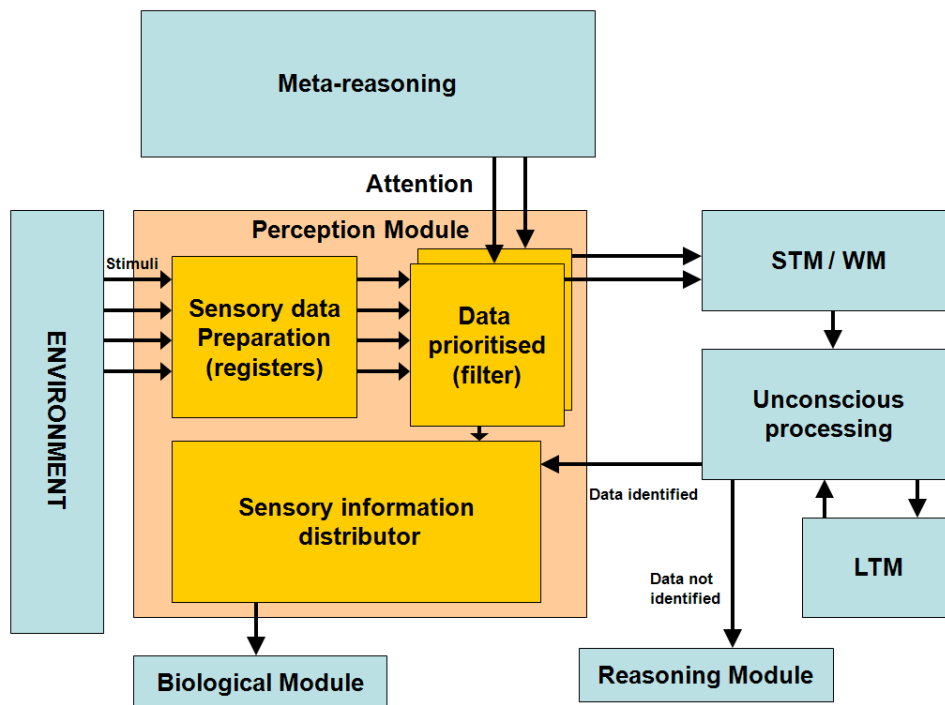 Meta-reasoning
Attention
Perception Module
Stimuli
ENVIRONMENT
Sensory data
Preparation
(registers)
Data
prioritised
(filter)
STM / WM
Unconscious
processing
Sensory information
distributor
Data identified
Data not
identified
LTM
Biological Module
Reasoning Module